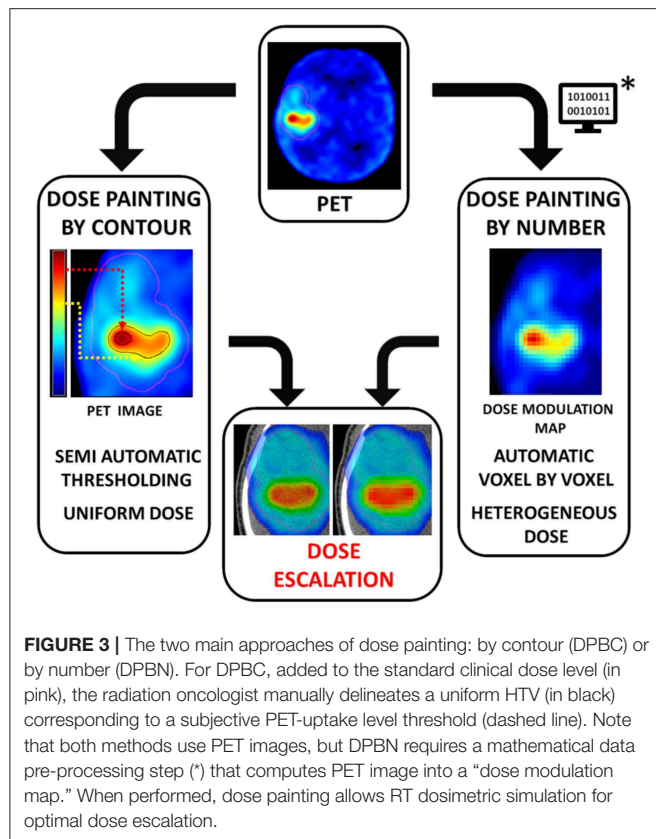 *
1010011
0010101
PET
DOSE PAINTING
BY CONTOUR
PET IMAGE
SEMI AUTOMATIC
THRESHOLDING
UNIFORM DOSE
DOSE PAINTING
BY NUMBER
DOSE MODULATION
MAP
AUTOMATIC
VOXEL BY VOXEL
HETEROGENEOUS
DOSE
DOSE
ESCALATION
FIGURE 3 | The two main approaches of dose painting: by contour (DPBC) or
by number (DPBN). For DPBC, added to the standard clinical dose level (in
pink), the radiation oncologist manually delineates a uniform HTV (in black)
corresponding to a subjective PET-uptake level threshold (dashed line). Note
that both methods use PET images, but DPBN requires a mathematical data
pre-processing step (*) that computes PET image into a “dose modulation
map.” When performed, dose painting allows RT dosimetric simulation for
optimal dose escalation.